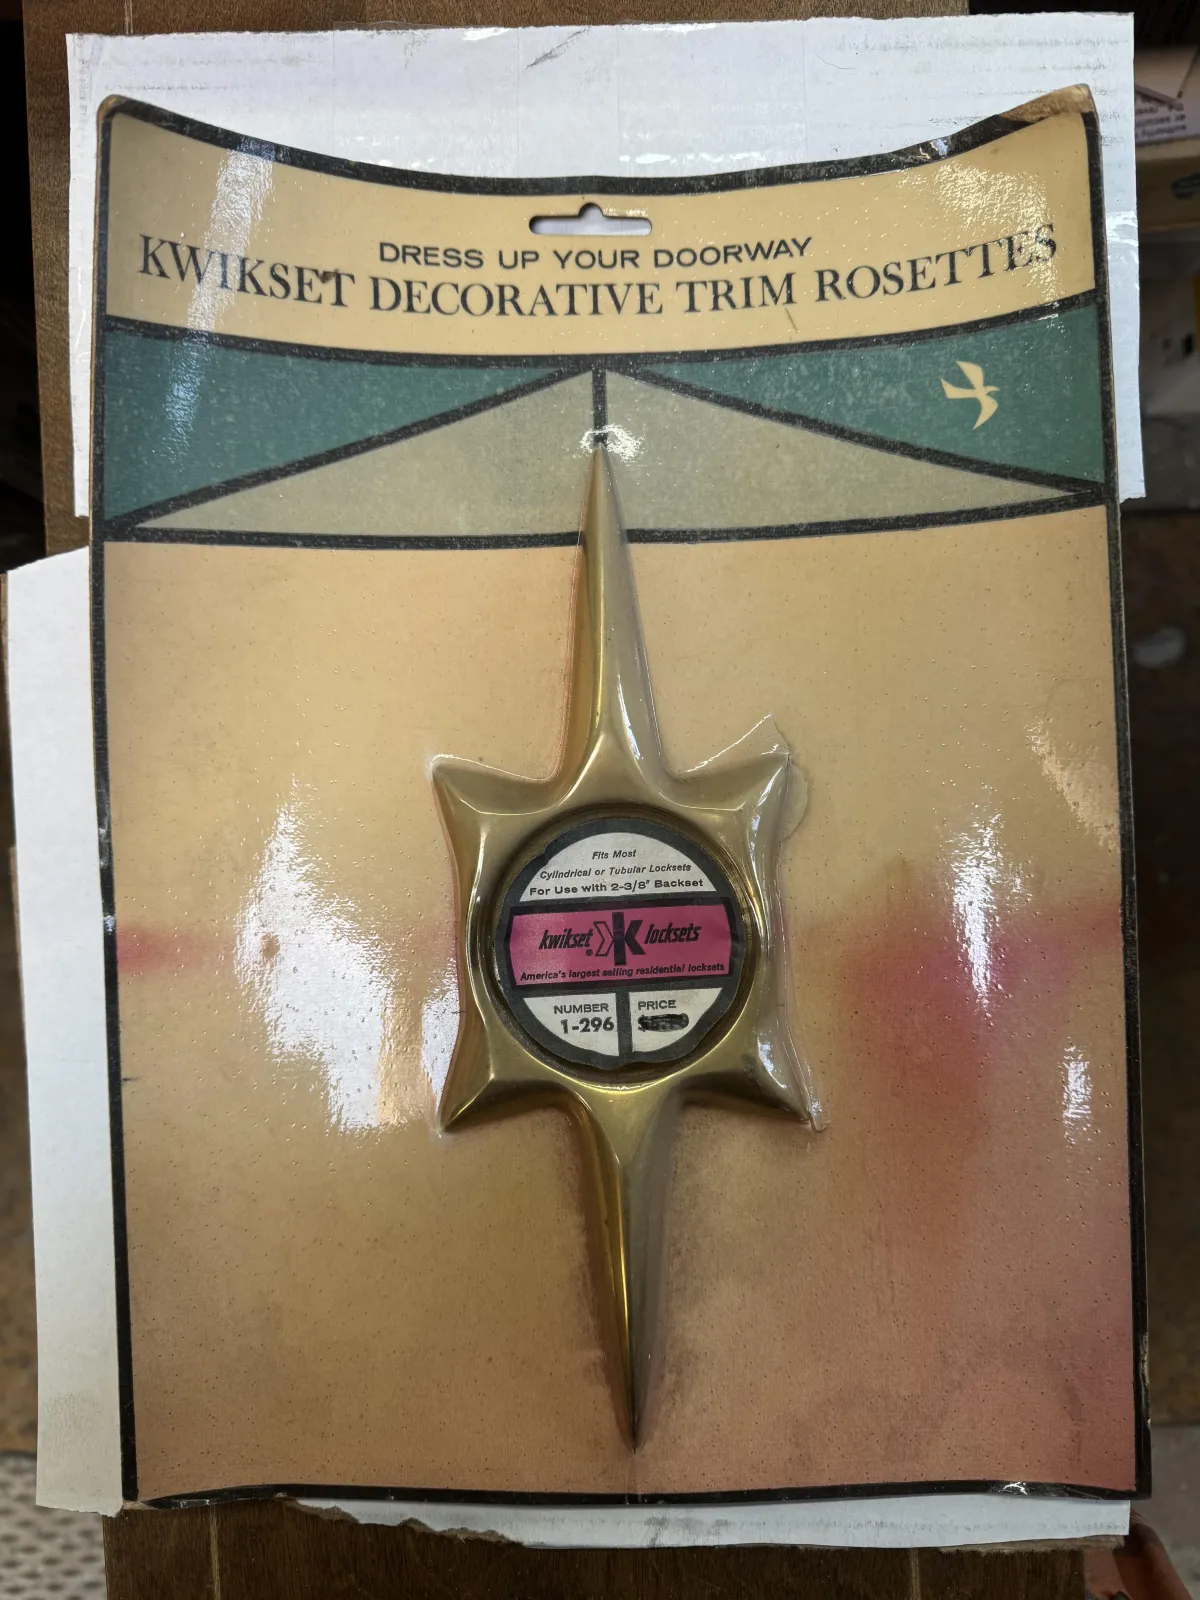 DRESS UP YOUR DOORWAY
KWIKSET DECORATIVE TRIM ROSETTES
Fits Most
Cylindrical or Tubular Locksets
For Use with 2-3/8" Backset
kwikset K locksets
America's largest selling residential locksets
NUMBER PRICE
1-296 $